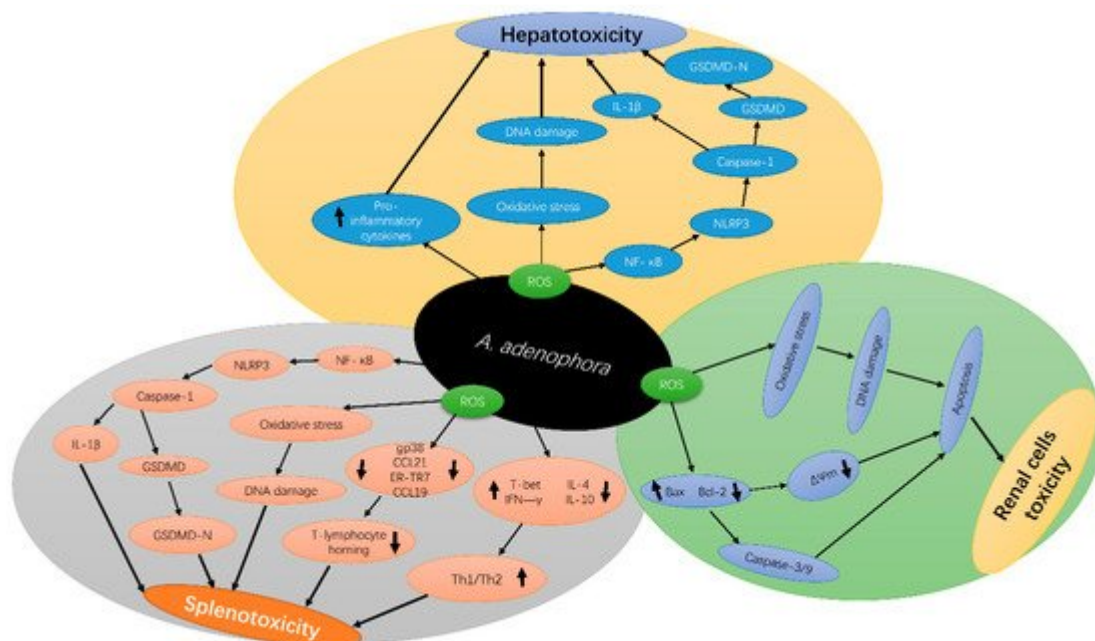 Hepatotoxicity
GSDMD-N
IL-1β
GSDMD
DNA damage
Caspase-1
Pro-
inflammatory
cytokines
Oxidative stress
NLRP3
NF-κB
ROS
A. adenophora
NF-κB
NLRP3
Caspase-1
ROS
IL-1β
Oxidative stress
GSDMD
gp38
CCL21
ER-TR7
CCL19
T-bet
IFN—γ
IL-4
IL-10
DNA damage
GSDMD-N
T-lymphocyte
homing
Th1/Th2
Splenotoxicity
ROS
Oxidative stress
DNA damage
Apoptosis
Bax Bcl-2
ΔΨm
Caspase-3/9
Renal cells
toxicity